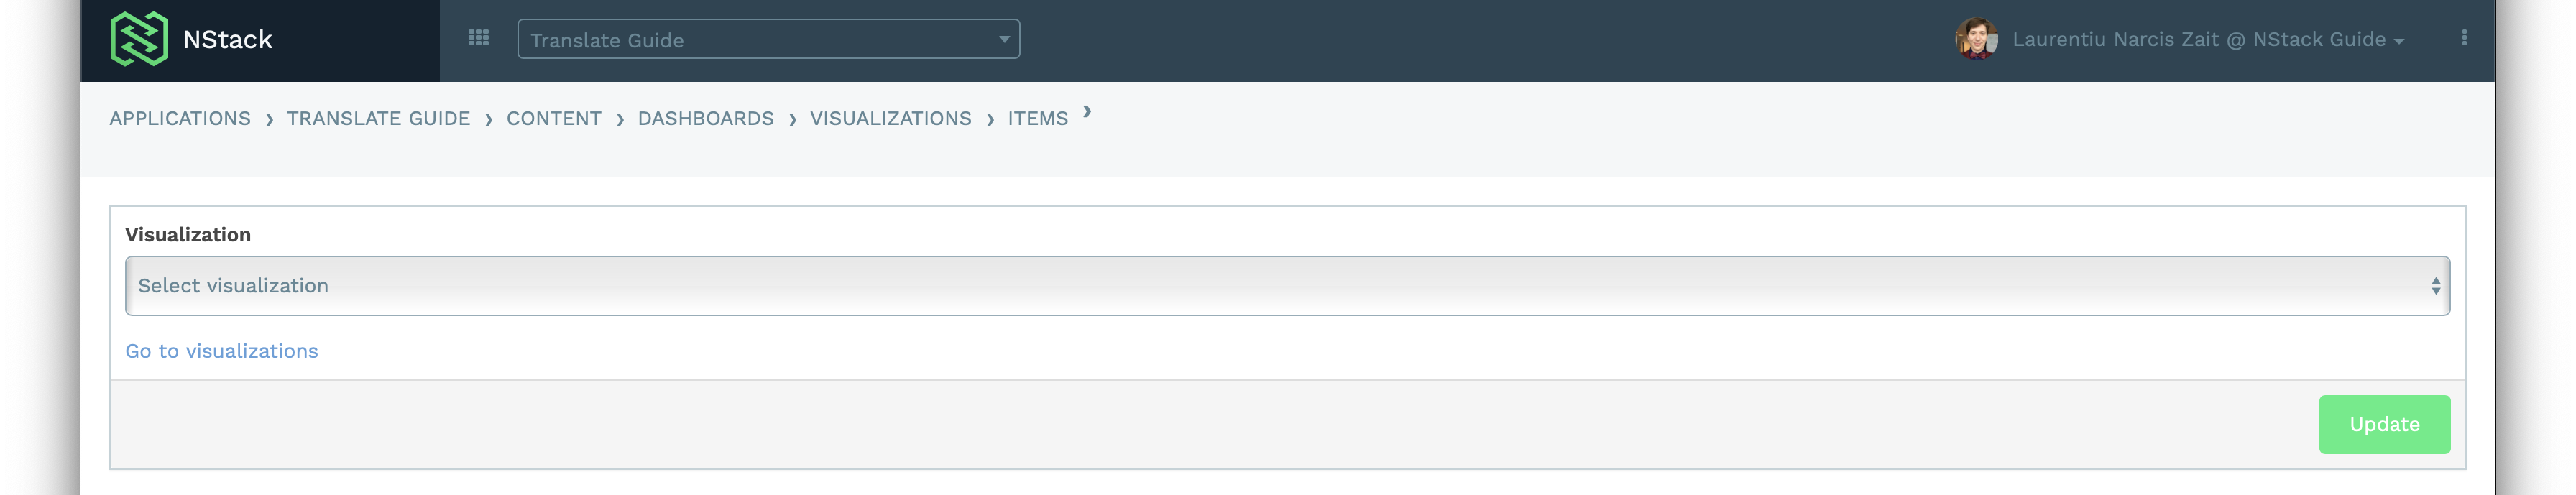 NStack
Translate Guide
Laurentiu Narcis Zait @ NStack Guide
APPLICATIONS › TRANSLATE GUIDE › CONTENT › DASHBOARDS › VISUALIZATIONS › ITEMS ›
Visualization
Select visualization
Go to visualizations
Update